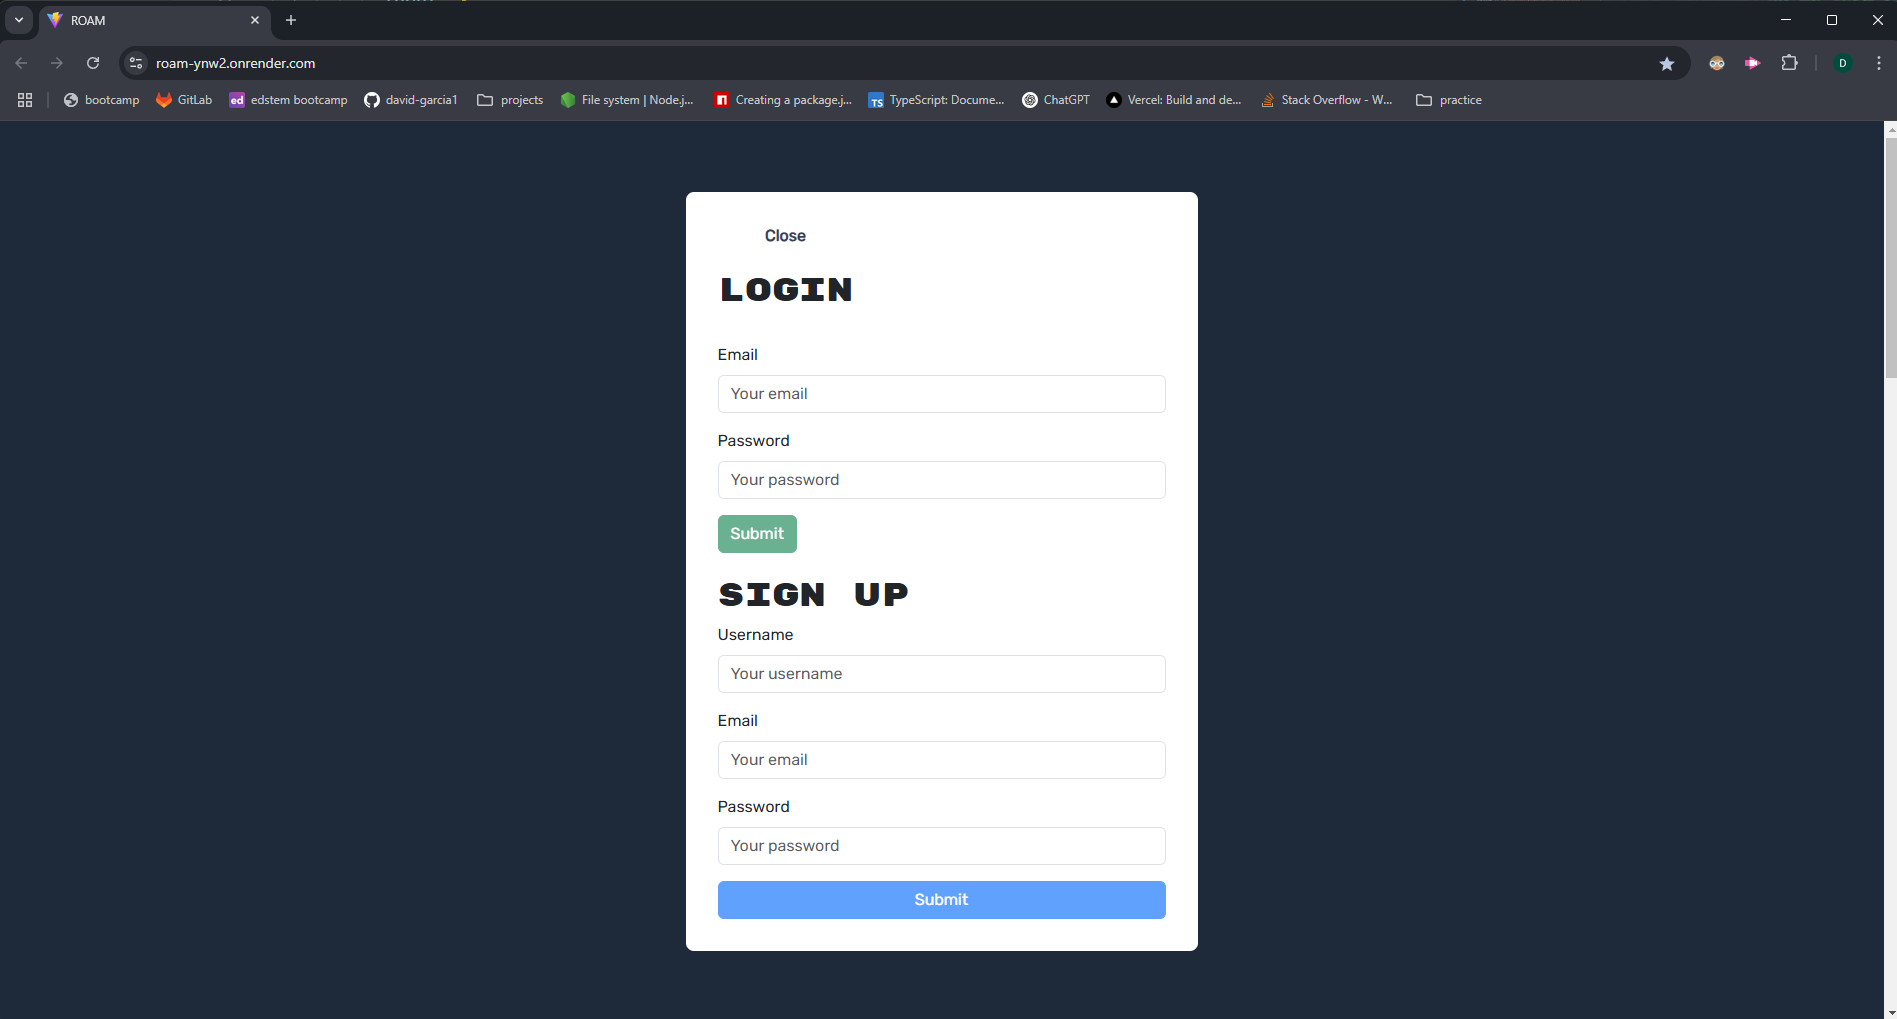 ROAM
roam-ynw2.onrender.com
D
bootcamp
GitLab
ed edstem bootcamp
david-garcia1
projects
File system | Node.j...
n Creating a package.j...
TS TypeScript: Docume...
ChatGPT
Vercel: Build and de...
Stack Overflow - W...
practice
Close
LOGIN
Email
Your email
Password
Your password
Submit
SIGN UP
Username
Your username
Email
Your email
Password
Your password
Submit